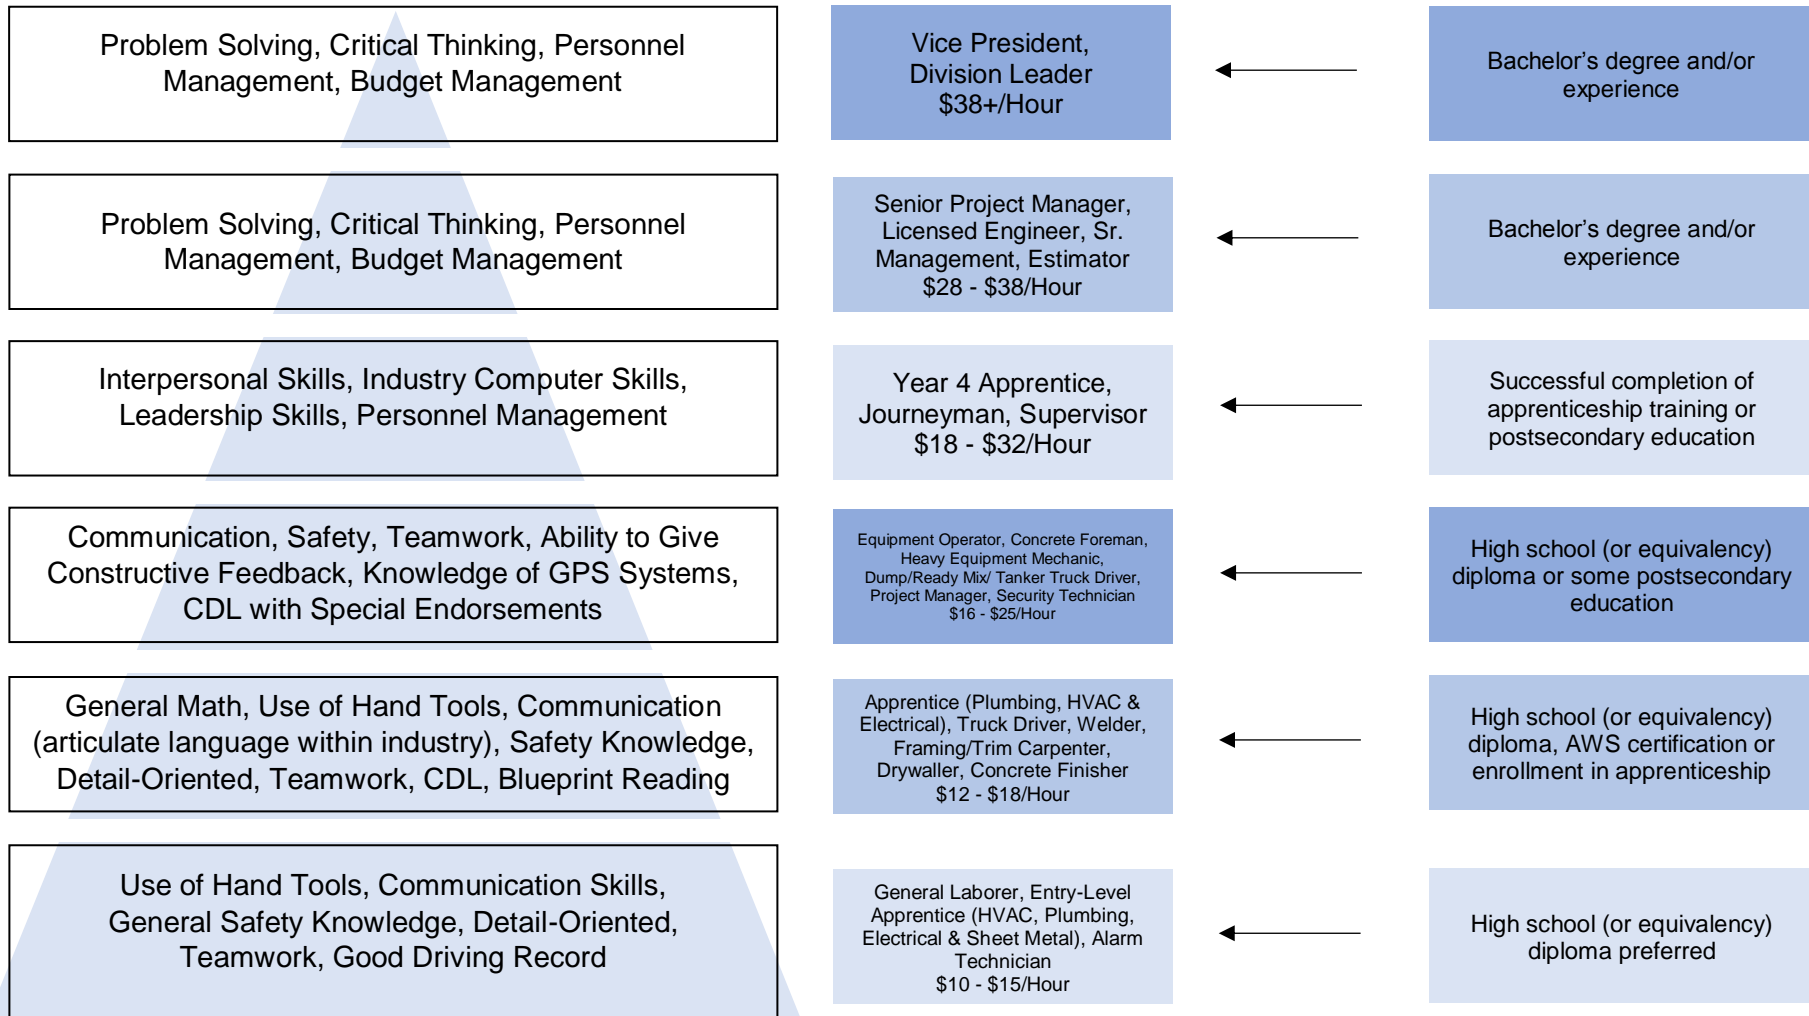 Problem Solving, Critical Thinking, Personnel
Management, Budget Management
Vice President,
Division Leader
$38+/Hour
Bachelor’s degree and/or
experience
Problem Solving, Critical Thinking, Personnel
Management, Budget Management
Senior Project Manager,
Licensed Engineer, Sr.
Management, Estimator
$28 - $38/Hour
Bachelor’s degree and/or
experience
Interpersonal Skills, Industry Computer Skills,
Leadership Skills, Personnel Management
Year 4 Apprentice,
Journeyman, Supervisor
$18 - $32/Hour
Successful completion of
apprenticeship training or
postsecondary education
Communication, Safety, Teamwork, Ability to Give
Constructive Feedback, Knowledge of GPS Systems,
CDL with Special Endorsements
Equipment Operator, Concrete Foreman,
Heavy Equipment Mechanic,
Dump/Ready Mix/ Tanker Truck Driver,
Project Manager, Security Technician
$16 - $25/Hour
High school (or equivalency)
diploma or some postsecondary
education
General Math, Use of Hand Tools, Communication
(articulate language within industry), Safety Knowledge,
Detail-Oriented, Teamwork, CDL, Blueprint Reading
Apprentice (Plumbing, HVAC &
Electrical), Truck Driver, Welder,
Framing/Trim Carpenter,
Drywaller, Concrete Finisher
$12 - $18/Hour
High school (or equivalency)
diploma, AWS certification or
enrollment in apprenticeship
Use of Hand Tools, Communication Skills,
General Safety Knowledge, Detail-Oriented,
Teamwork, Good Driving Record
General Laborer, Entry-Level
Apprentice (HVAC, Plumbing,
Electrical & Sheet Metal), Alarm
Technician
$10 - $15/Hour
High school (or equivalency)
diploma preferred